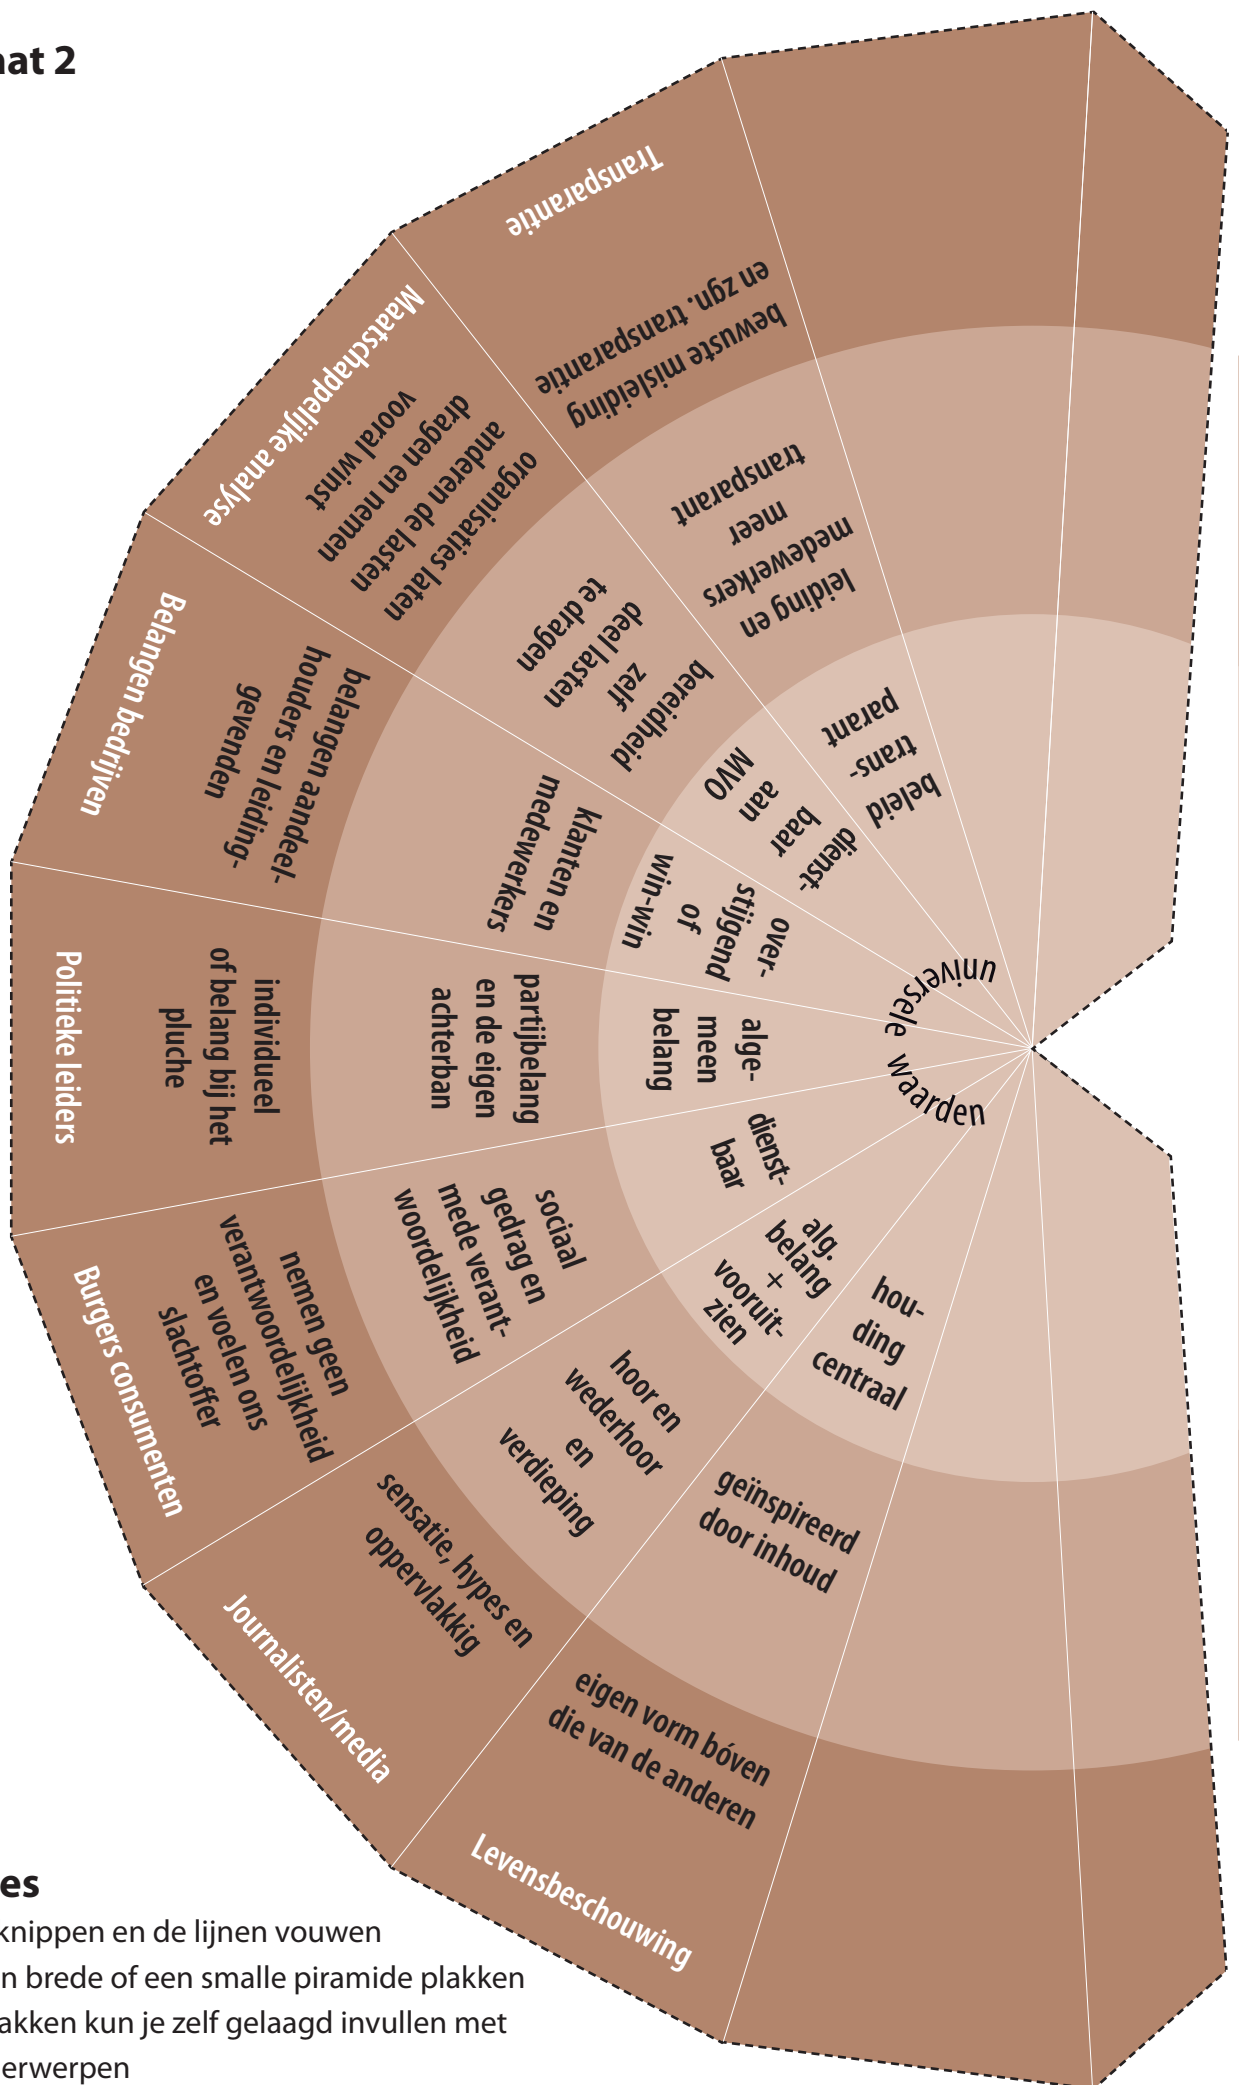 aat 2
Transparantie
bewuste misleiding
en zgn. transparantie
leiding en
medewerkers
meer
transparant
beleid
trans-
parant
Maatschappelijke analyse
organisaties laten
anderen de lasten
dragen en nemen
vooral winst
bereidheid
zelf
deel lasten
te dragen
dienst-
baar
aan
MVO
Belangen bedrijven
belangen aandeel-
houders en leiding-
gevenden
klanten en
medewerkers
over-
stijgend
of
win-win
Politieke leiders
individueel
of belang bij het
pluche
partijbelang
en de eigen
achterban
alge-
meen
belang
Burgers consumenten
nemen geen
verantwoordelijkheid
en voelen ons
slachtoffer
sociaal
gedrag en
mede verant-
woordelijkheid
dienst-
baar
Journalisten/media
sensatie, hypes en
oppervlakkig
hoor en
wederhoor
en
verdieping
alg.
belang
+
vooruit-
zien
Levensbeschouwing
eigen vorm bóven
die van de anderen
geïnspireerd
door inhoud
hou-
ding
centraal
universele waarden
es
knippen en de lijnen vouwen
n brede of een smalle piramide plakken
akken kun je zelf gelaagd invullen met
erwerpen